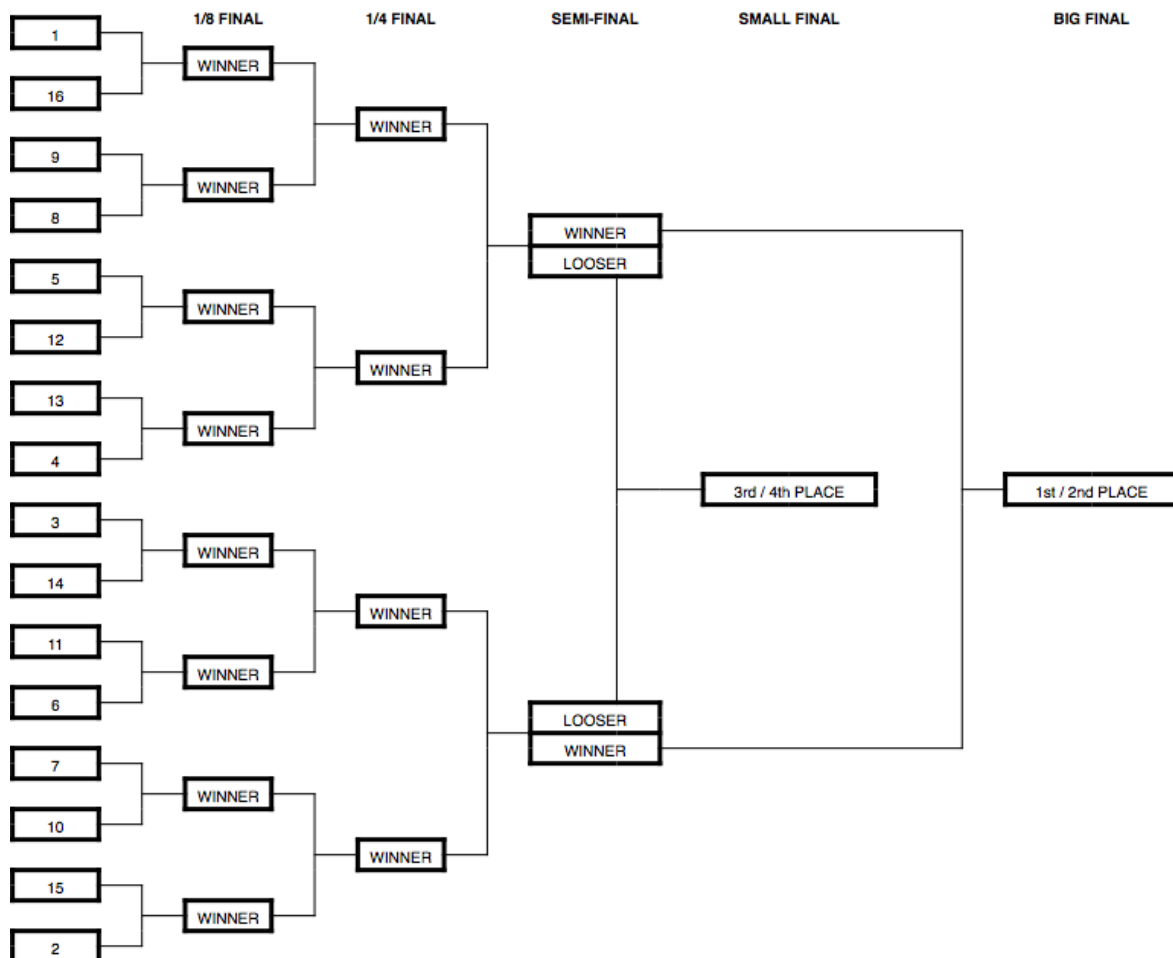 1/8 FINAL 1/4 FINAL SEMI-FINAL SMALL FINAL BIG FINAL
1
WINNER
16
WINNER
9
WINNER
8
WINNER
LOOSER
5
WINNER
12
WINNER
13
WINNER
4
3rd / 4th PLACE 1st / 2nd PLACE
3
WINNER
14
WINNER
11
WINNER
6
LOOSER
WINNER
7
WINNER
10
WINNER
15
WINNER
2